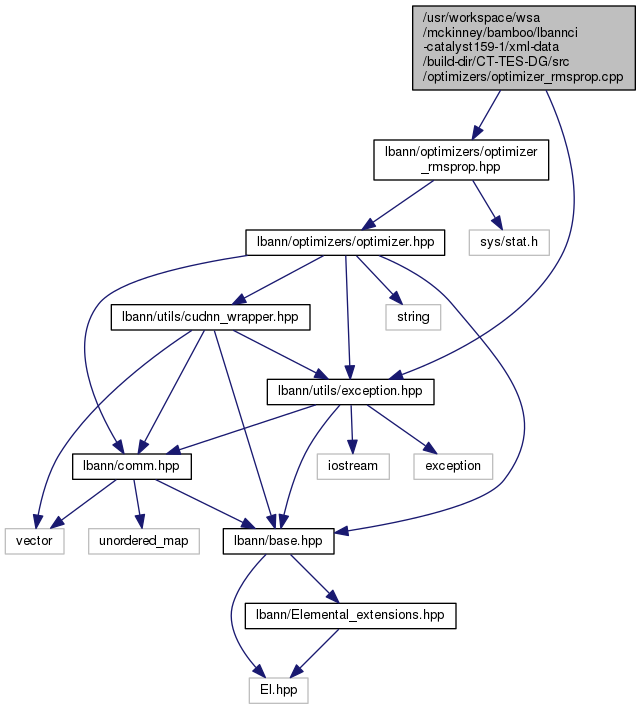 /usr/workspace/wsa
/mckinney/bamboo/lbannci
-catalyst159-1/xml-data
/build-dir/CT-TES-DG/src
/optimizers/optimizer_rmsprop.cpp
lbann/optimizers/optimizer
_rmsprop.hpp
lbann/optimizers/optimizer.hpp
sys/stat.h
lbann/utils/cudnn_wrapper.hpp
string
lbann/utils/exception.hpp
lbann/comm.hpp
iostream
exception
vector
unordered_map
lbann/base.hpp
lbann/Elemental_extensions.hpp
El.hpp